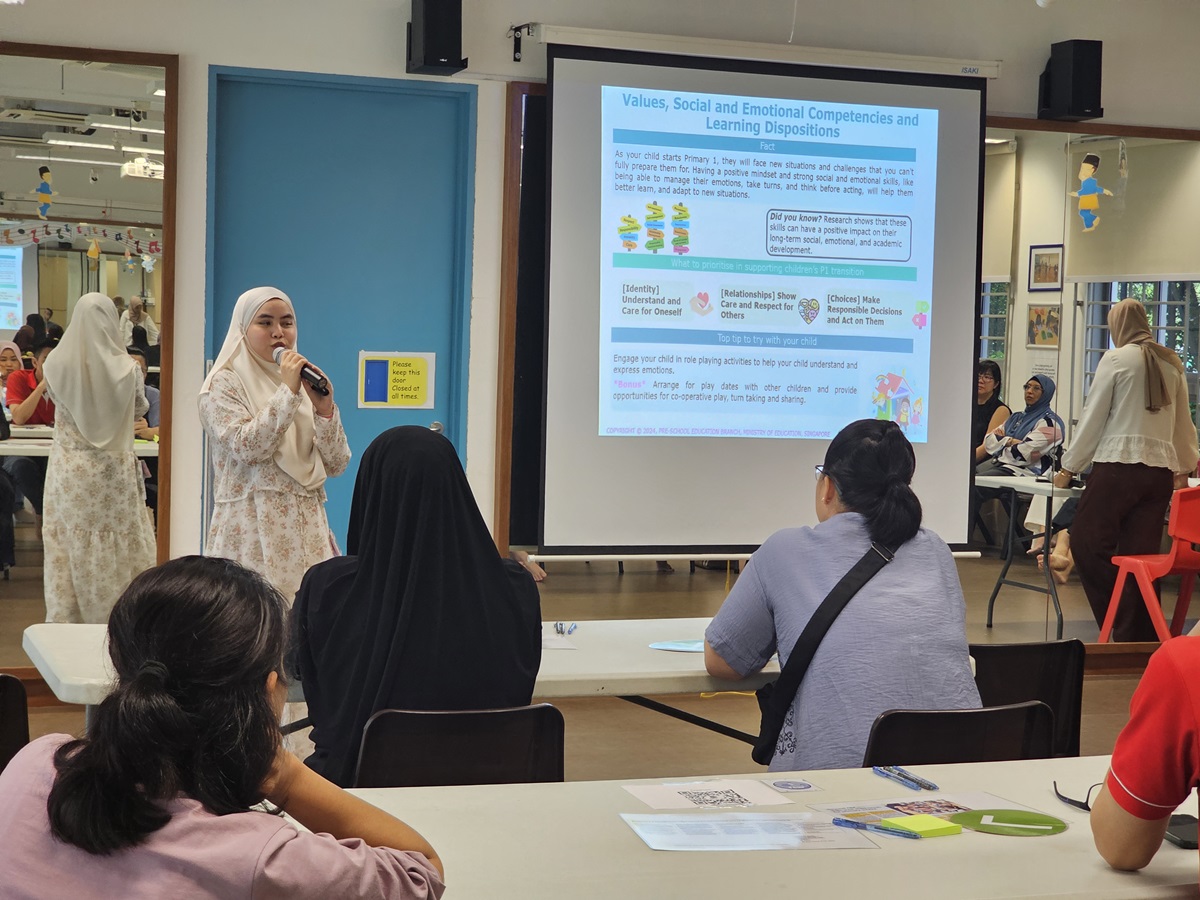 ISAKI
Values, Social and Emotional Competencies and
Learning Dispositions
Fact
As your child starts Primary 1, they will face new situations and challenges that you can't
fully prepare them for. Having a positive mindset and strong social and emotional skills, like
being able to manage their emotions, take turns, and think before acting, will help them
better learn, and adapt to new situations.
Did you know? Research shows that these
skills can have a positive impact on their
long-term social, emotional, and academic
development.
What to prioritise in supporting children's P1 transition
[Identity]
Understand and
Care for Oneself
[Relationships] Show
Care and Respect for
Others
[Choices] Make
Responsible Decisions
and Act on Them
Top tip to try with your child
Engage your child in role playing activities to help your child understand and
express emotions.
*Bonus* Arrange for play dates with other children and provide
opportunities for co-operative play, turn taking and sharing.
COPYRIGHT © 2024, PRE-SCHOOL EDUCATION BRANCH, MINISTRY OF EDUCATION, SINGAPORE
Please
keep this
door
Closed at
all times.